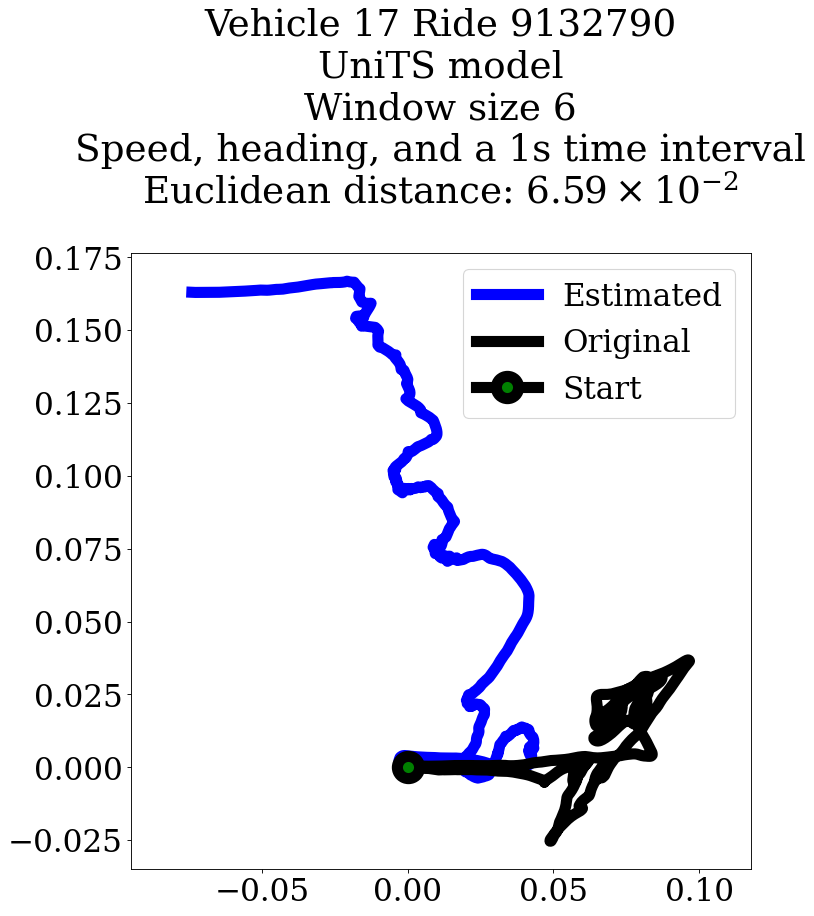 Vehicle 17 Ride 9132790
UniTS model
Window size 6
Speed, heading, and a 1s time interval
Euclidean distance: 6.59 × 10⁻²
0.175
Estimated
0.150
Original
0.125
Start
0.100
0.075
0.050
0.025
0.000
−0.025
−0.05 0.00 0.05 0.10